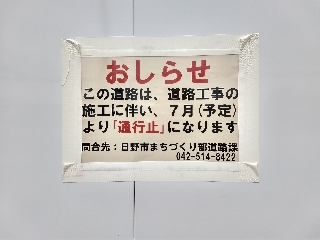 おしらせ
この道路は、道路工事の
施工に伴い、7月(予定)
より「通行止」になります
問合先：日野市まちづくり部道路課
042-514-8422